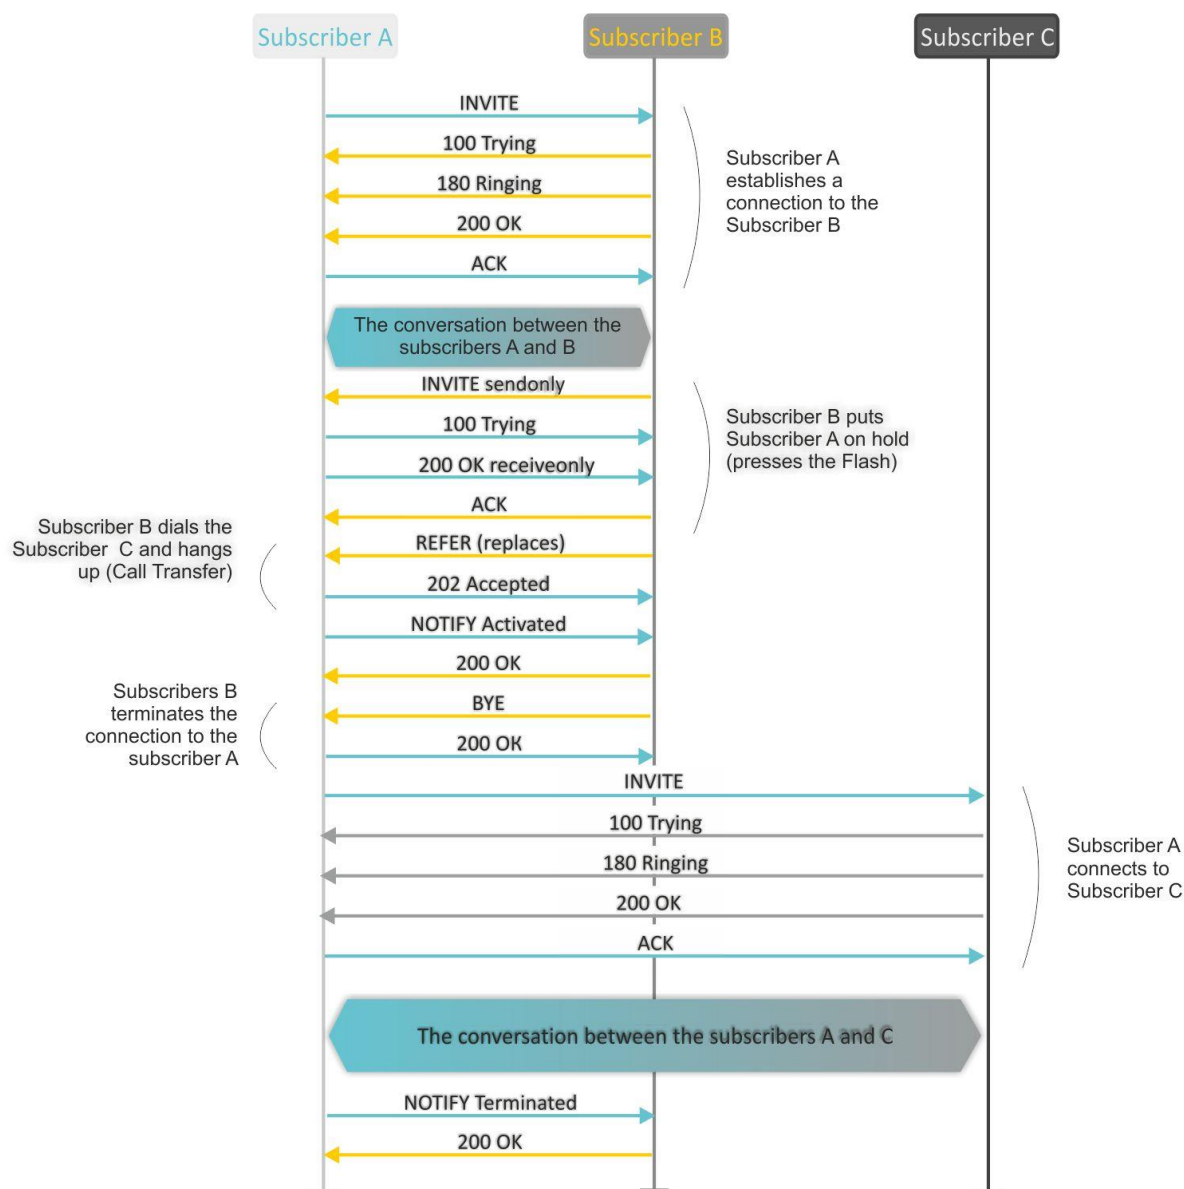 Subscriber A
Subscriber B
Subscriber C
INVITE
100 Trying
180 Ringing
200 OK
ACK
Subscriber A
establishes a
connection to the
Subscriber B
The conversation between the
subscribers A and B
INVITE sendonly
100 Trying
200 OK receiveonly
ACK
Subscriber B puts
Subscriber A on hold
(presses the Flash)
REFER (replaces)
202 Accepted
Subscriber B dials the
Subscriber C and hangs
up (Call Transfer)
NOTIFY Activated
200 OK
BYE
200 OK
Subscribers B
terminates the
connection to the
subscriber A
INVITE
100 Trying
180 Ringing
200 OK
ACK
Subscriber A
connects to
Subscriber C
The conversation between the subscribers A and C
NOTIFY Terminated
200 OK